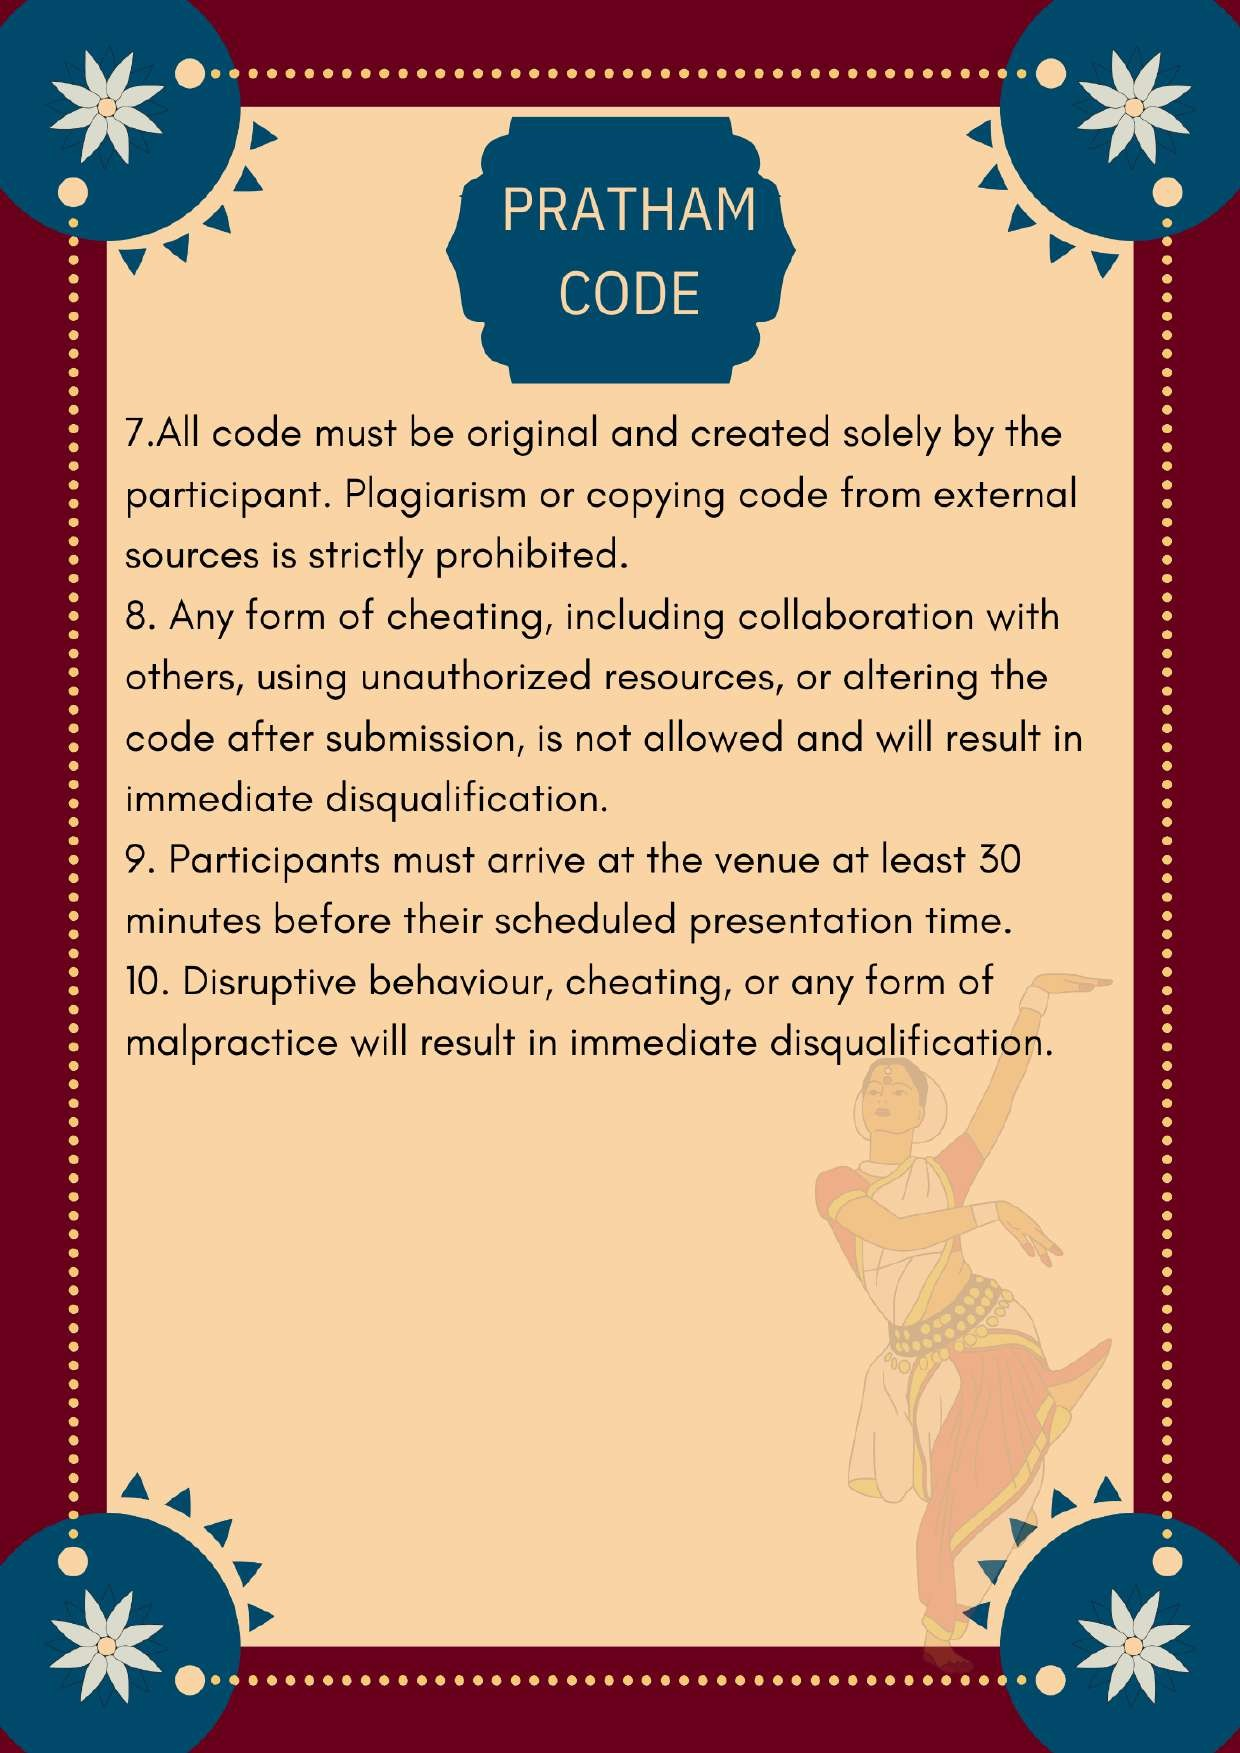 PRATHAM
CODE
7.All code must be original and created solely by the
participant. Plagiarism or copying code from external
sources is strictly prohibited.
8. Any form of cheating, including collaboration with
others, using unauthorized resources, or altering the
code after submission, is not allowed and will result in
immediate disqualification.
9. Participants must arrive at the venue at least 30
minutes before their scheduled presentation time.
10. Disruptive behaviour, cheating, or any form of
malpractice will result in immediate disqualification.